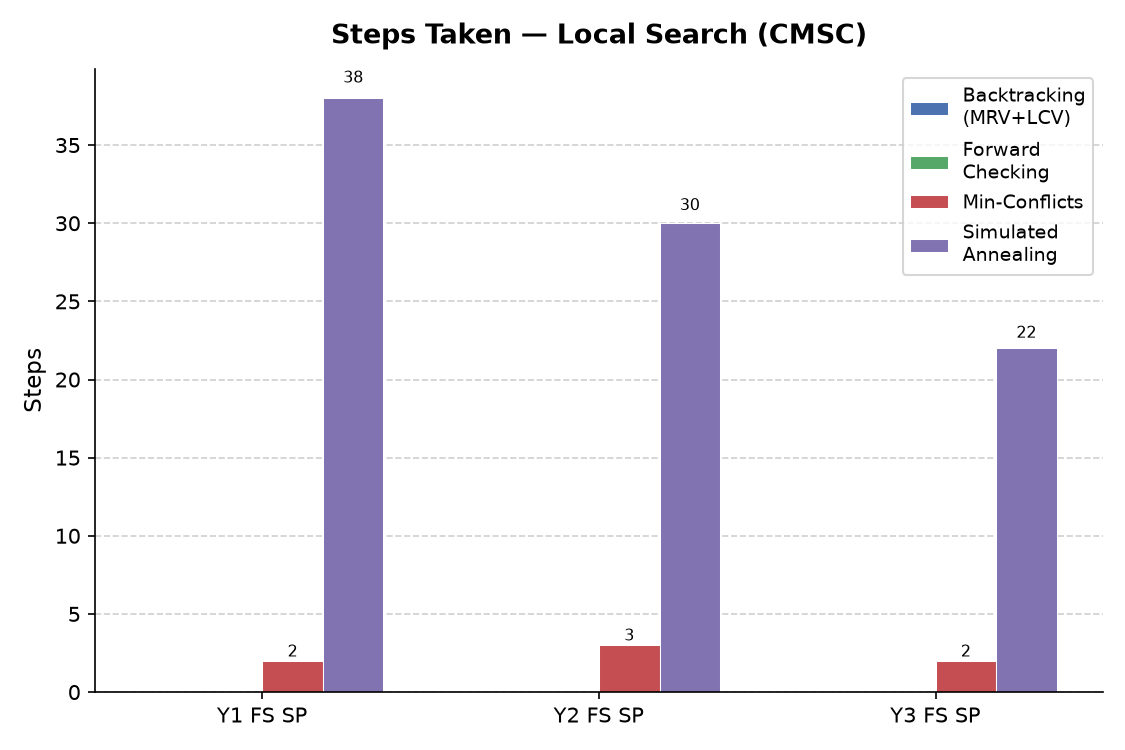 Steps Taken — Local Search (CMSC)
38
30
22
2
3
2
Backtracking
(MRV+LCV)
Forward
Checking
Min-Conflicts
Simulated
Annealing
Steps
35
30
25
20
15
10
5
0
Y1 FS SP
Y2 FS SP
Y3 FS SP